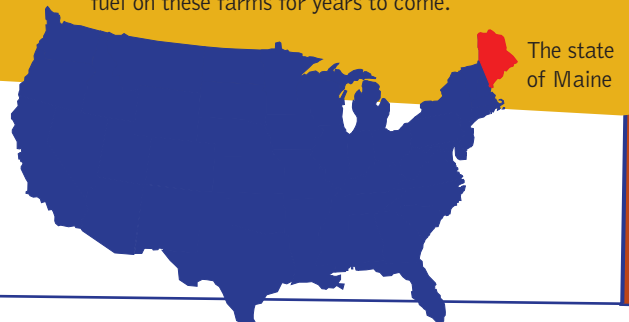 fuel on these farms for years to come.
The state
of Maine